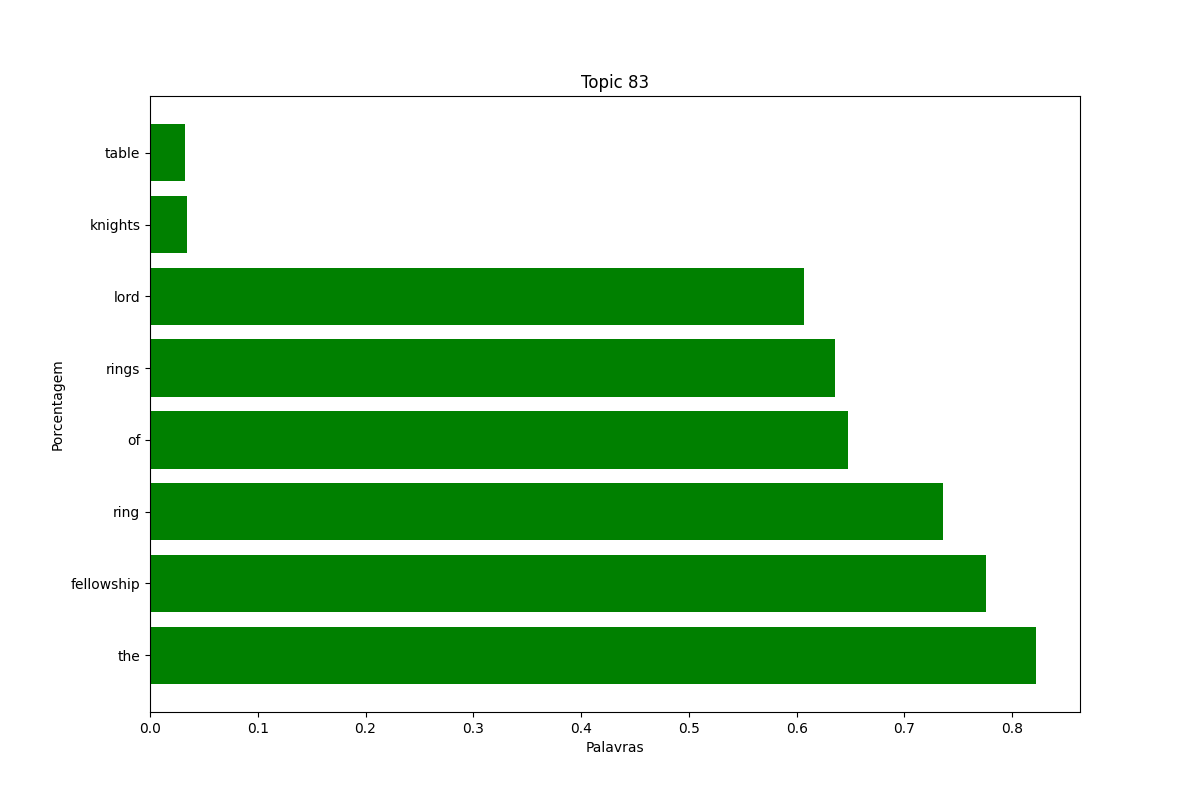 Topic 83
table
knights
lord
rings
of
ring
fellowship
the
Porcentagem
0.0 0.1 0.2 0.3 0.4 0.5 0.6 0.7 0.8
Palavras